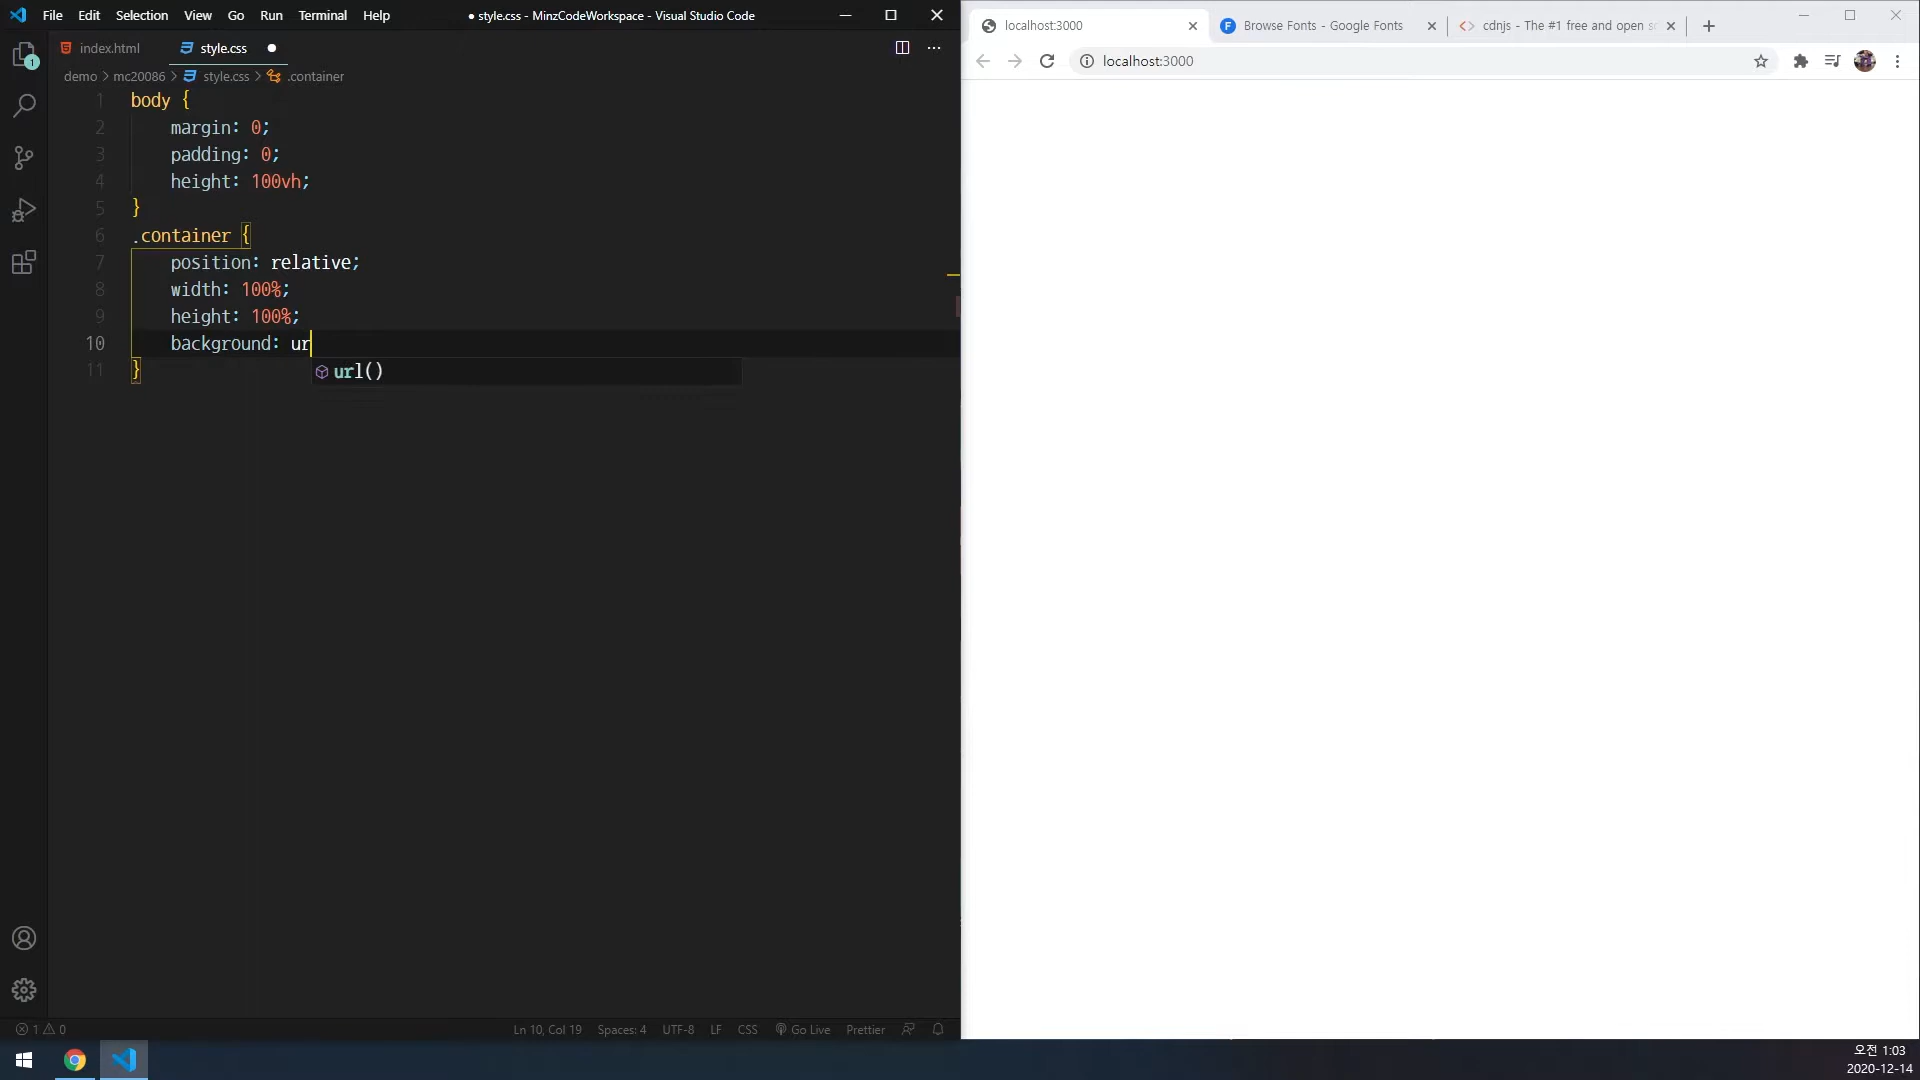 File Edit Selection View Go Run Terminal Help
● style.css - MinzCodeWorkspace - Visual Studio Code
index.html style.css
demo > mc20086 > style.css > .container
1 body {
2 margin: 0;
3 padding: 0;
4 height: 100vh;
5 }
6 .container {
7 position: relative;
8 width: 100%;
9 height: 100%;
10 background: ur
11 }
url()
1
1 0
Ln 10, Col 19 Spaces: 4 UTF-8 LF CSS Go Live Prettier
localhost:3000
Browse Fonts - Google Fonts
cdnjs - The #1 free and open s
localhost:3000
오전 1:03
2020-12-14